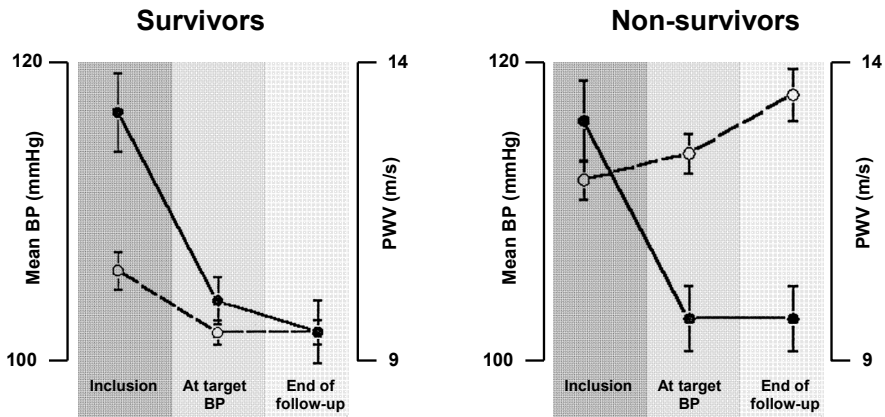 Survivors
120
100
Mean BP (mmHg)
14
9
PWV (m/s)
Inclusion
At target
BP
End of
follow-up
Non-survivors
120
100
Mean BP (mmHg)
14
9
PWV (m/s)
Inclusion
At target
BP
End of
follow-up